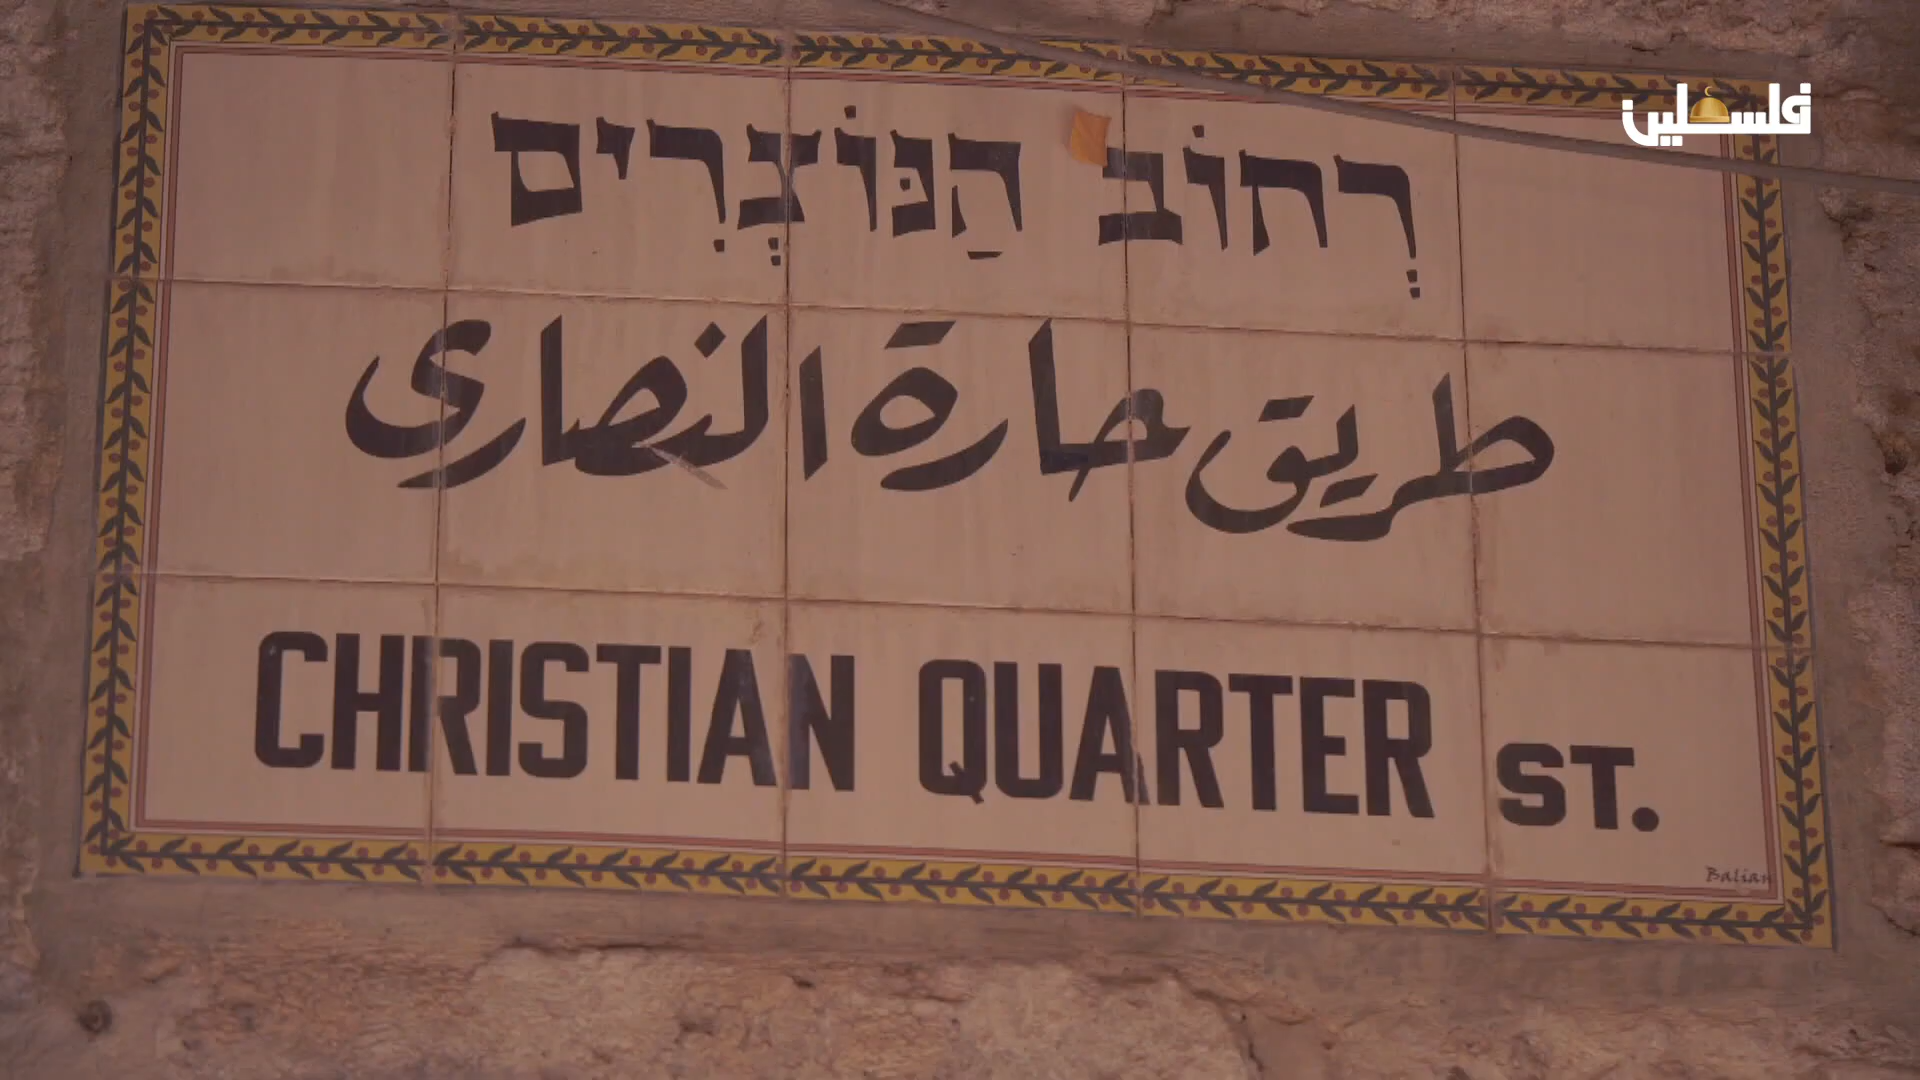 فلسطين
רְחוֹב הַנּוֹצְרִים
طريق حارة النصارى
CHRISTIAN QUARTER ST.
Balian